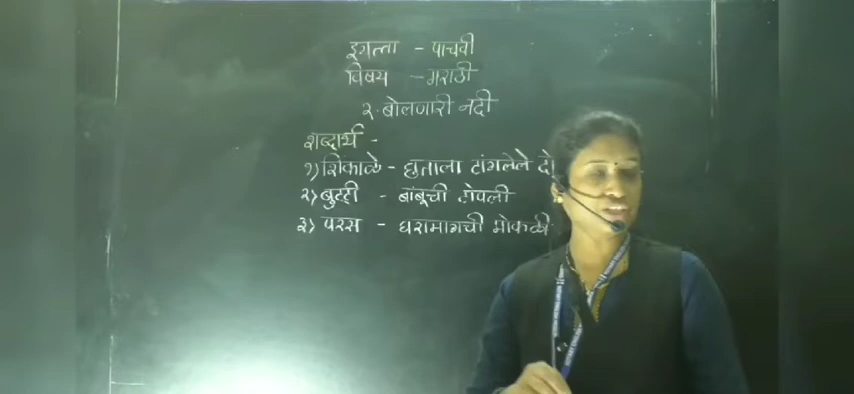 इयत्ता - पाचवी
विषय - मराठी
२. बोलणारी नदी
शब्दार्थ -
१) शिंकाळे - छताला टांगलेले दो
२) बुट्टी - बांबूची टोपली
३) परस - घरामागची मोकळी